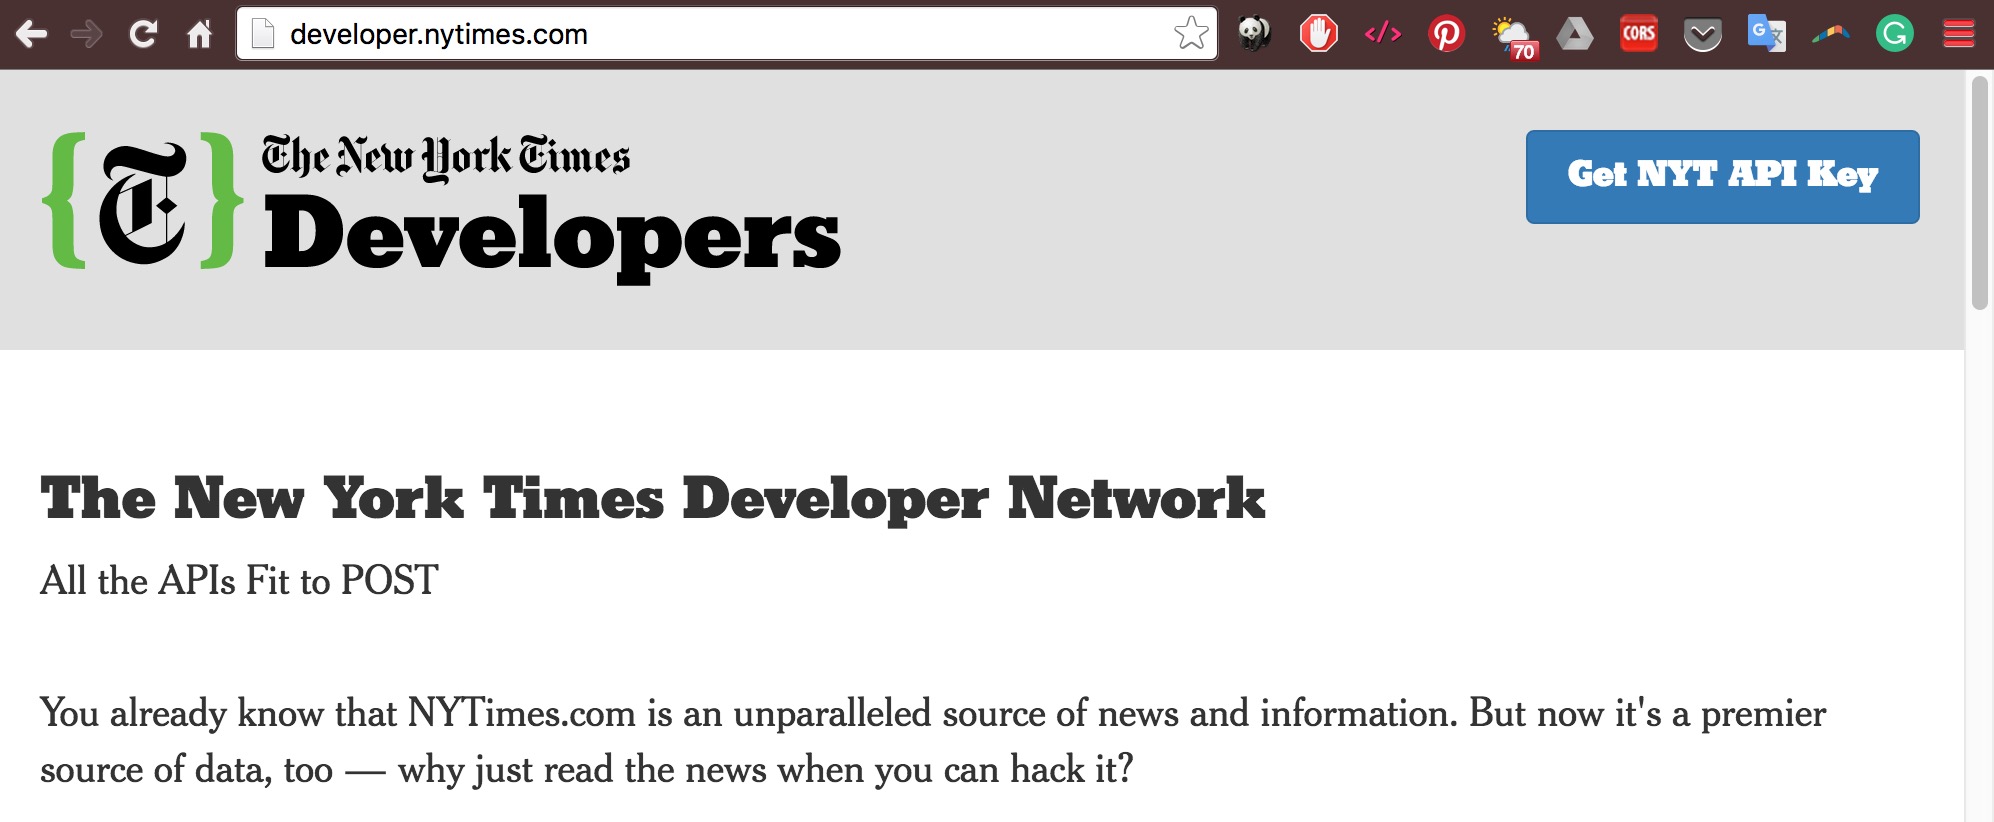 developer.nytimes.com
70
CORS
The New York Times
Developers
Get NYT API Key
The New York Times Developer Network
All the APIs Fit to POST
You already know that NYTimes.com is an unparalleled source of news and information. But now it's a premier
source of data, too — why just read the news when you can hack it?